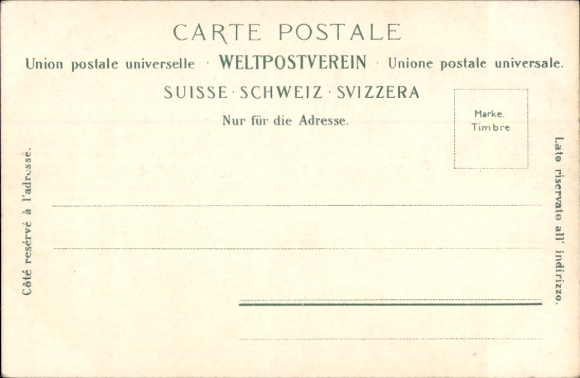 CARTE POSTALE
Union postale universelle · WELTPOSTVEREIN · Unione postale universale.
SUISSE · SCHWEIZ · SVIZZERA
Nur für die Adresse.
Marke.
Timbre
Côté resérvé à l'adresse.
Lato riservato all' indirizzo.